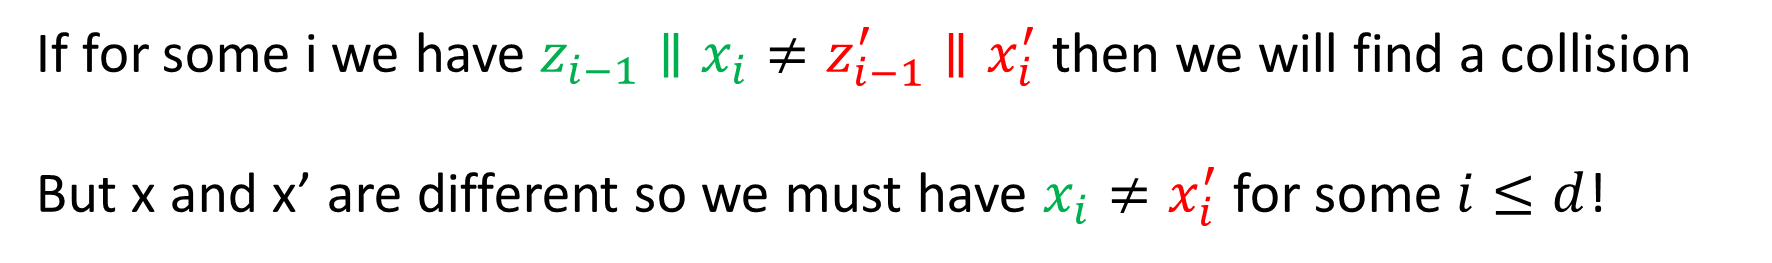 If for some i we have z_{i−1} ∥ x_i ≠ z′_{i−1} ∥ x′_i then we will find a collision
But x and x’ are different so we must have x_i ≠ x′_i for some i ≤ d!